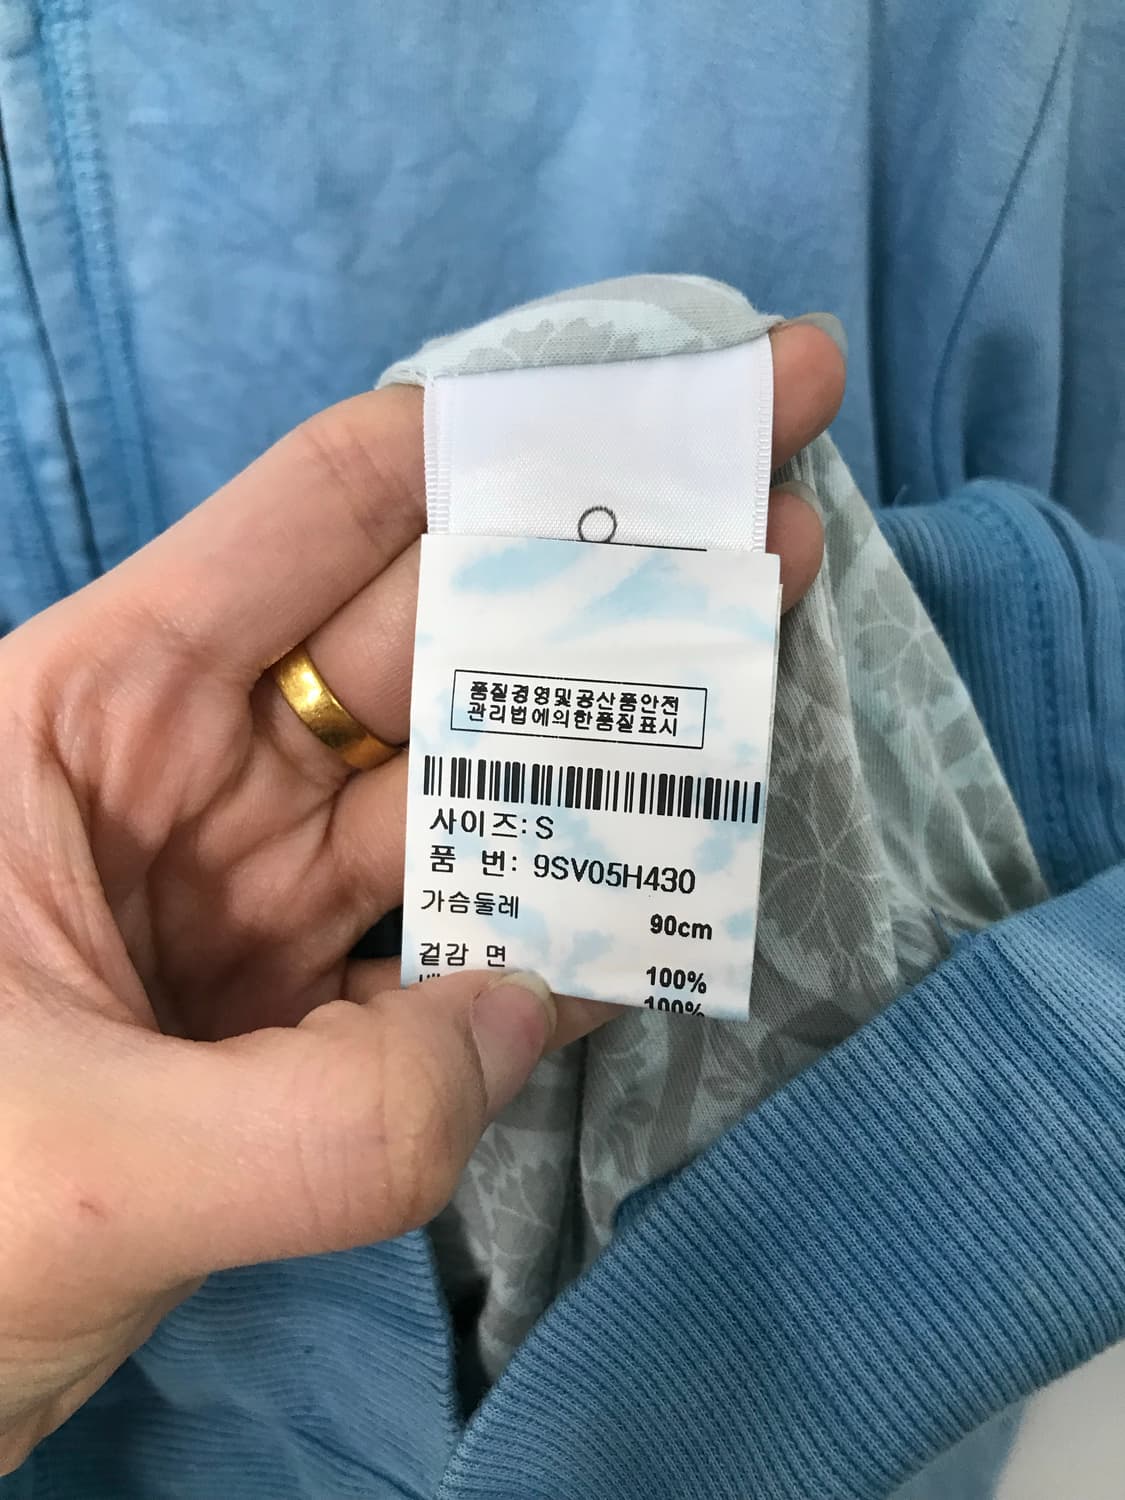 품질경영및공산품안전
관리법에의한품질표시
사이즈: S
품 번: 9SV05H430
가슴둘레 90cm
겉감 면 100%
100%